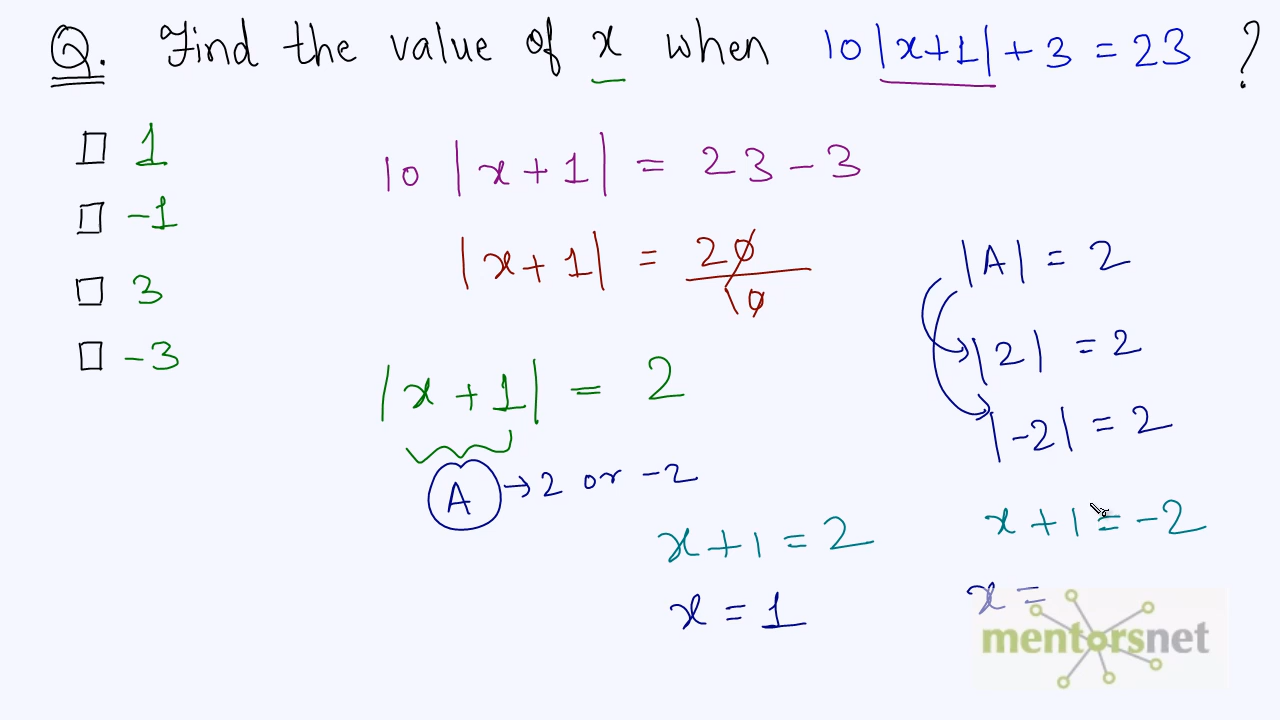 Q. Find the value of x when 10|x+1|+3=23 ?
□ 1
□ -1
□ 3
□ -3
10 |x+1| = 23-3
|x+1| = 20/10
|x+1| = 2
A → 2 or -2
x+1=2
x=1
|A|=2
|2| = 2
|-2| = 2
x+1=-2
x=
mentorsnet